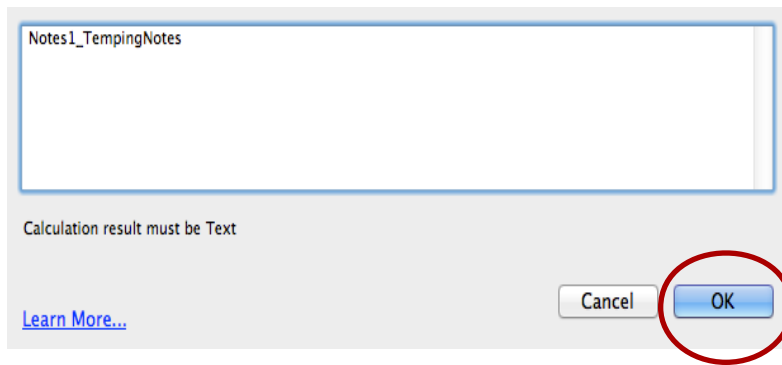 Notes1_TempingNotes
Calculation result must be Text
Cancel OK
Learn More...